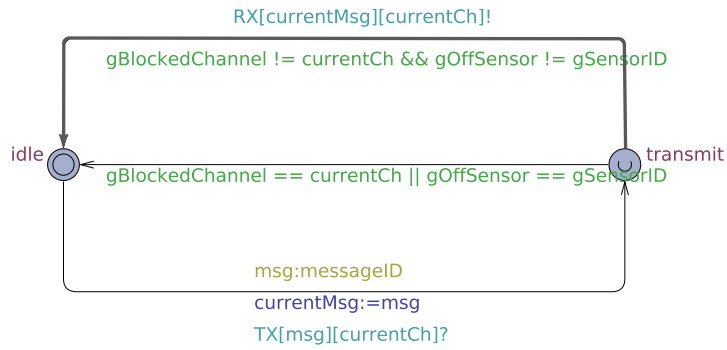 RX[currentMsg][currentCh]!
gBlockedChannel != currentCh && gOffSensor != gSensorID
idle
transmit
gBlockedChannel == currentCh || gOffSensor == gSensorID
msg:messageID
currentMsg:=msg
TX[msg][currentCh]?